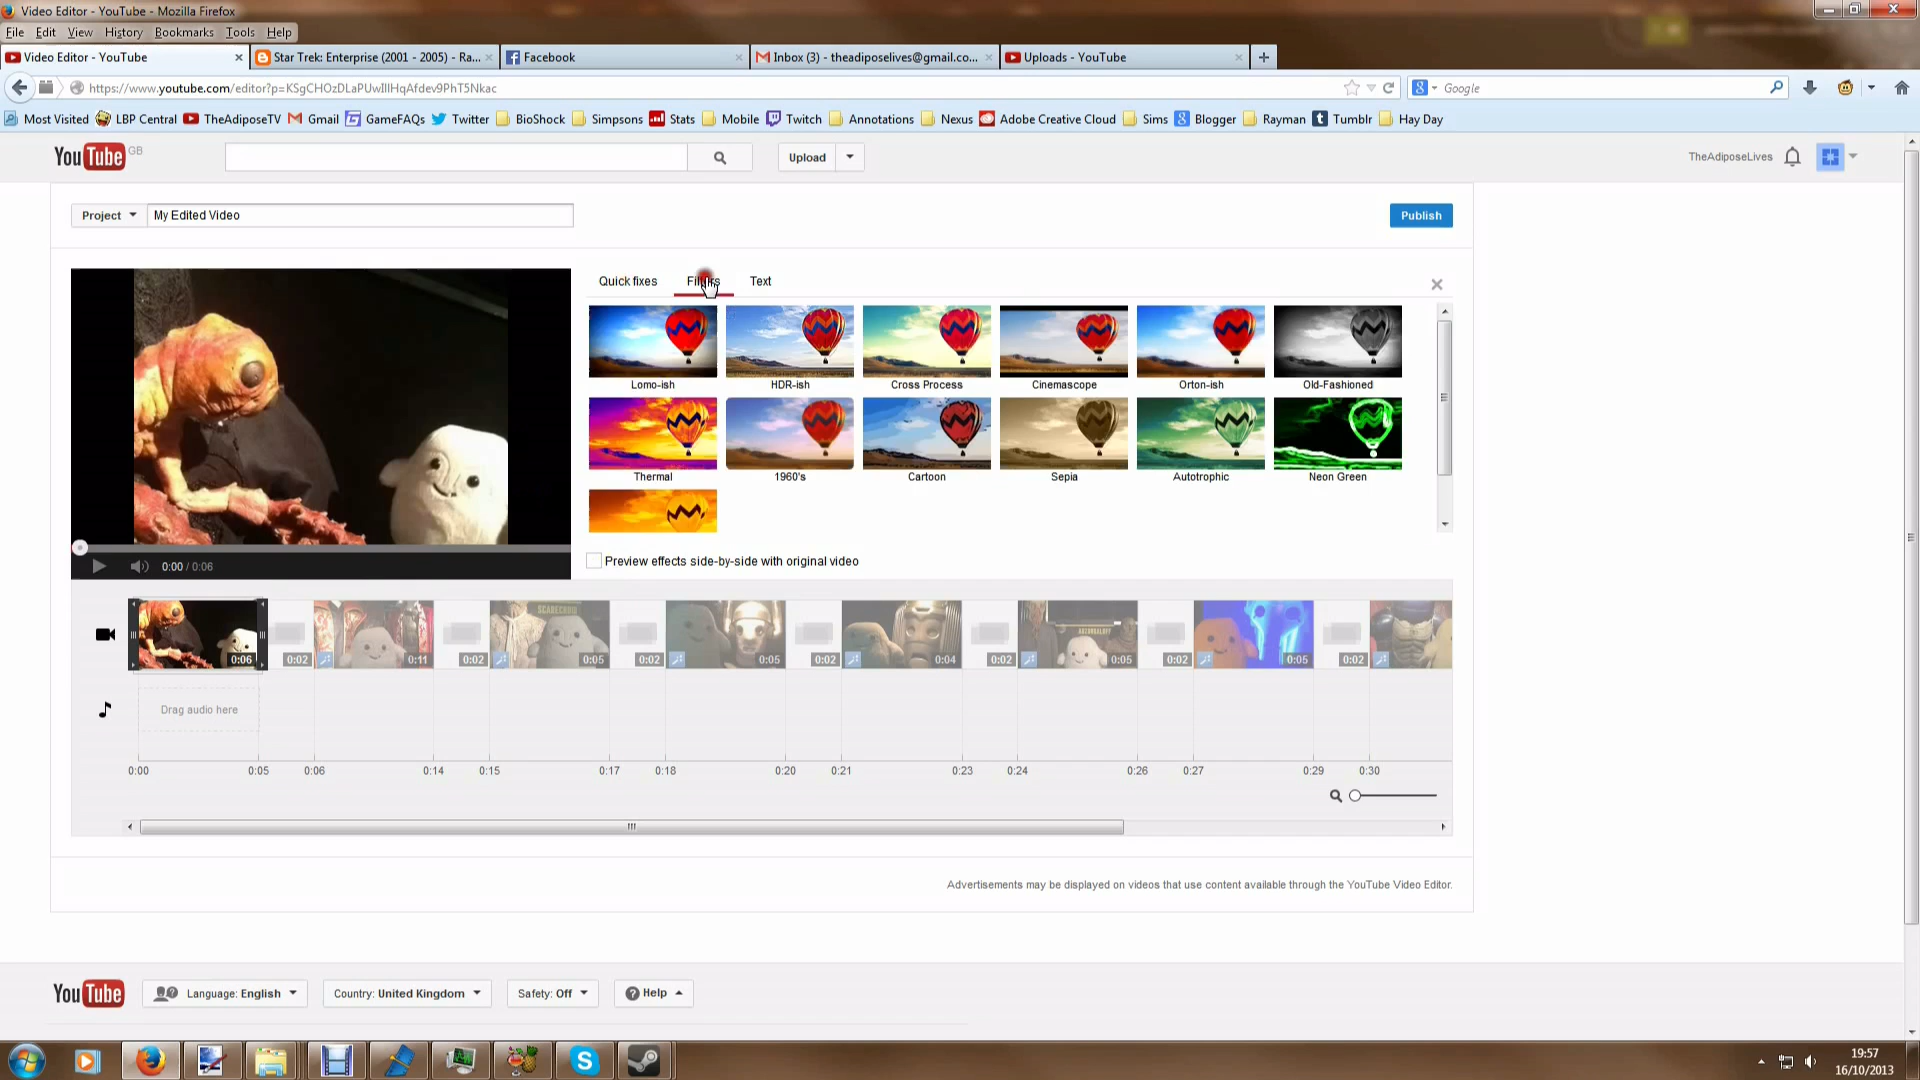 Video Editor - YouTube - Mozilla Firefox
File Edit View History Bookmarks Tools Help
Video Editor - YouTube
Star Trek: Enterprise (2001 - 2005) - Ra...
Facebook
Inbox (3) - theadiposelives@gmail.co...
Uploads - YouTube
https://www.youtube.com/editor?p=KSgCHOzDLaPUwIllHqAfdev9PhT5Nkac
Google
Most Visited LBP Central TheAdiposeTV Gmail GameFAQs Twitter BioShock Simpsons Stats Mobile Twitch Annotations Nexus Adobe Creative Cloud Sims Blogger Rayman Tumblr Hay Day
YouTube GB
Upload
TheAdiposeLives
Project
My Edited Video
Publish
Quick fixes Filters Text
Lomo-ish HDR-ish Cross Process Cinemascope Orton-ish Old-Fashioned
Thermal 1960's Cartoon Sepia Autotrophic Neon Green
Preview effects side-by-side with original video
0:00 / 0:06
0:06 0:02 0:11 0:02 0:05 0:02 0:05 0:02 0:04 0:02 0:05 0:02 0:05 0:02
Drag audio here
0:00 0:05 0:06 0:14 0:15 0:17 0:18 0:20 0:21 0:23 0:24 0:26 0:27 0:29 0:30
Advertisements may be displayed on videos that use content available through the YouTube Video Editor.
YouTube
Language: English
Country: United Kingdom
Safety: Off
Help
19:57
16/10/2013